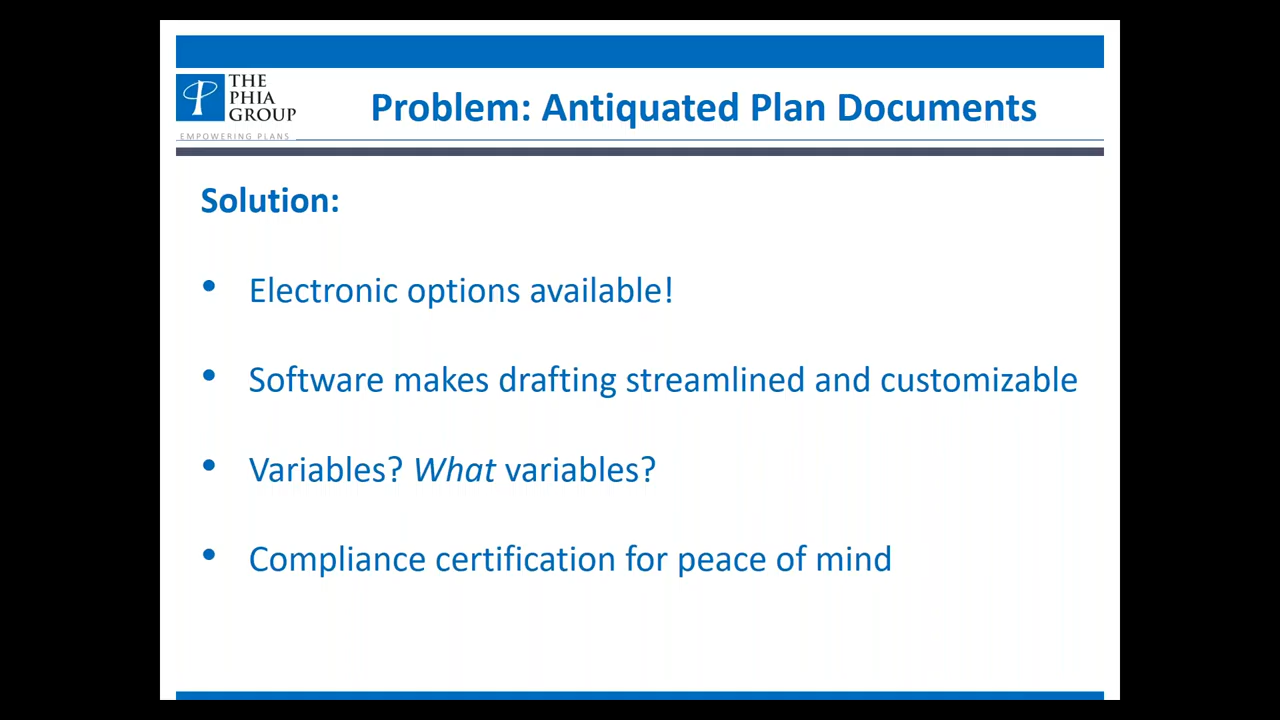 THE
PHIA
GROUP
EMPOWERING PLANS
Problem: Antiquated Plan Documents
Solution:
• Electronic options available!
• Software makes drafting streamlined and customizable
• Variables? What variables?
• Compliance certification for peace of mind